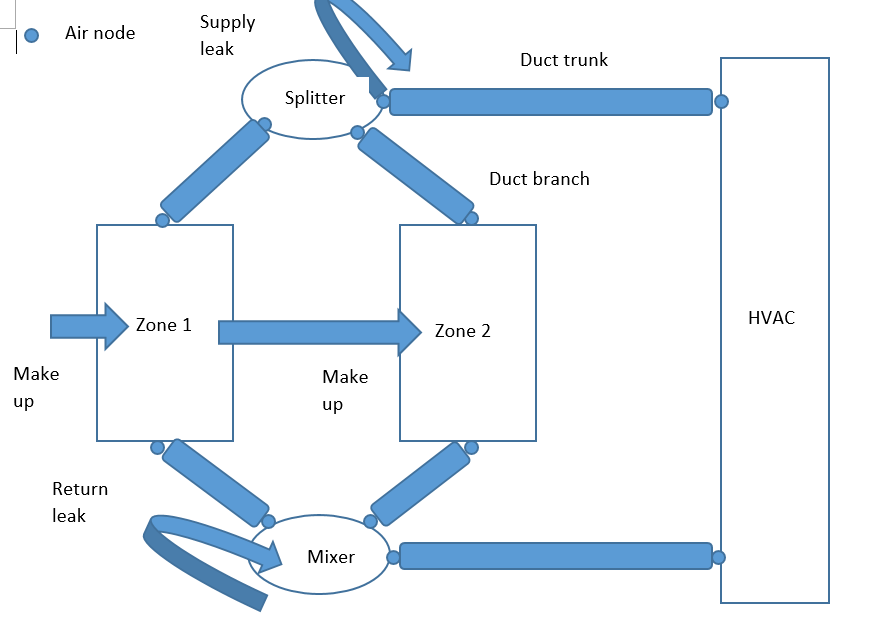 Air node
Supply
leak
Duct trunk
Splitter
Duct branch
Zone 1
Zone 2
HVAC
Make
up
Make
up
Return
leak
Mixer